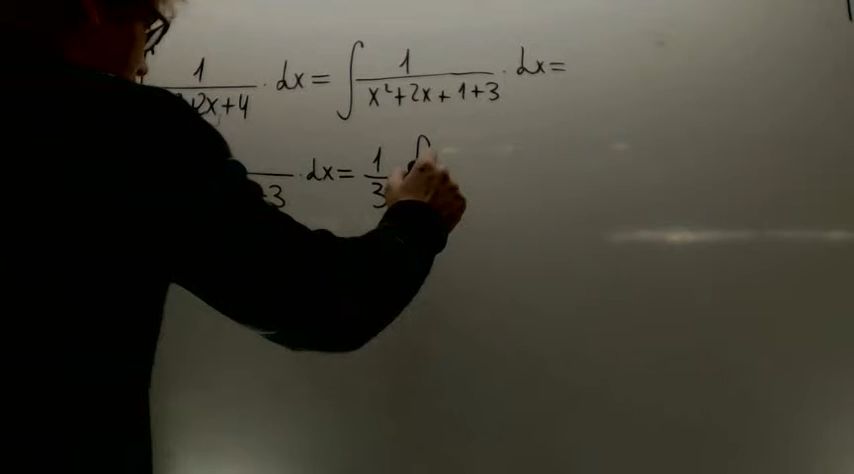 1/2x+4 · dx = ∫ 1/x²+2x+1+3 · dx =
3 · dx = 1/3 ∫